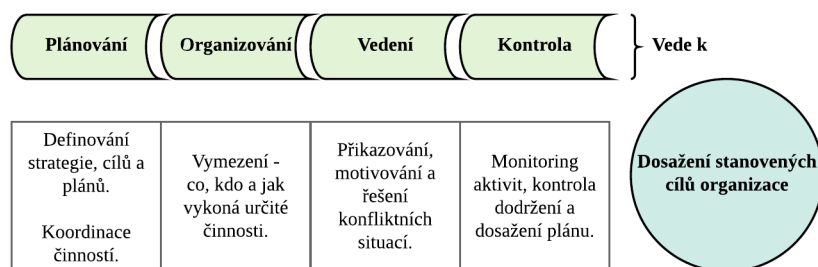 Plánování
Organizování
Vedení
Kontrola
Vede k
Definování
strategie, cílů a
plánů.
Koordinace
činností.
Vymezení -
co, kdo a jak
vykoná určité
činnosti.
Přikazování,
motivování a
řešení
konfliktních
situací.
Monitoring
aktivit, kontrola
dodržení a
dosažení plánu.
Dosažení stanovených
cílů organizace